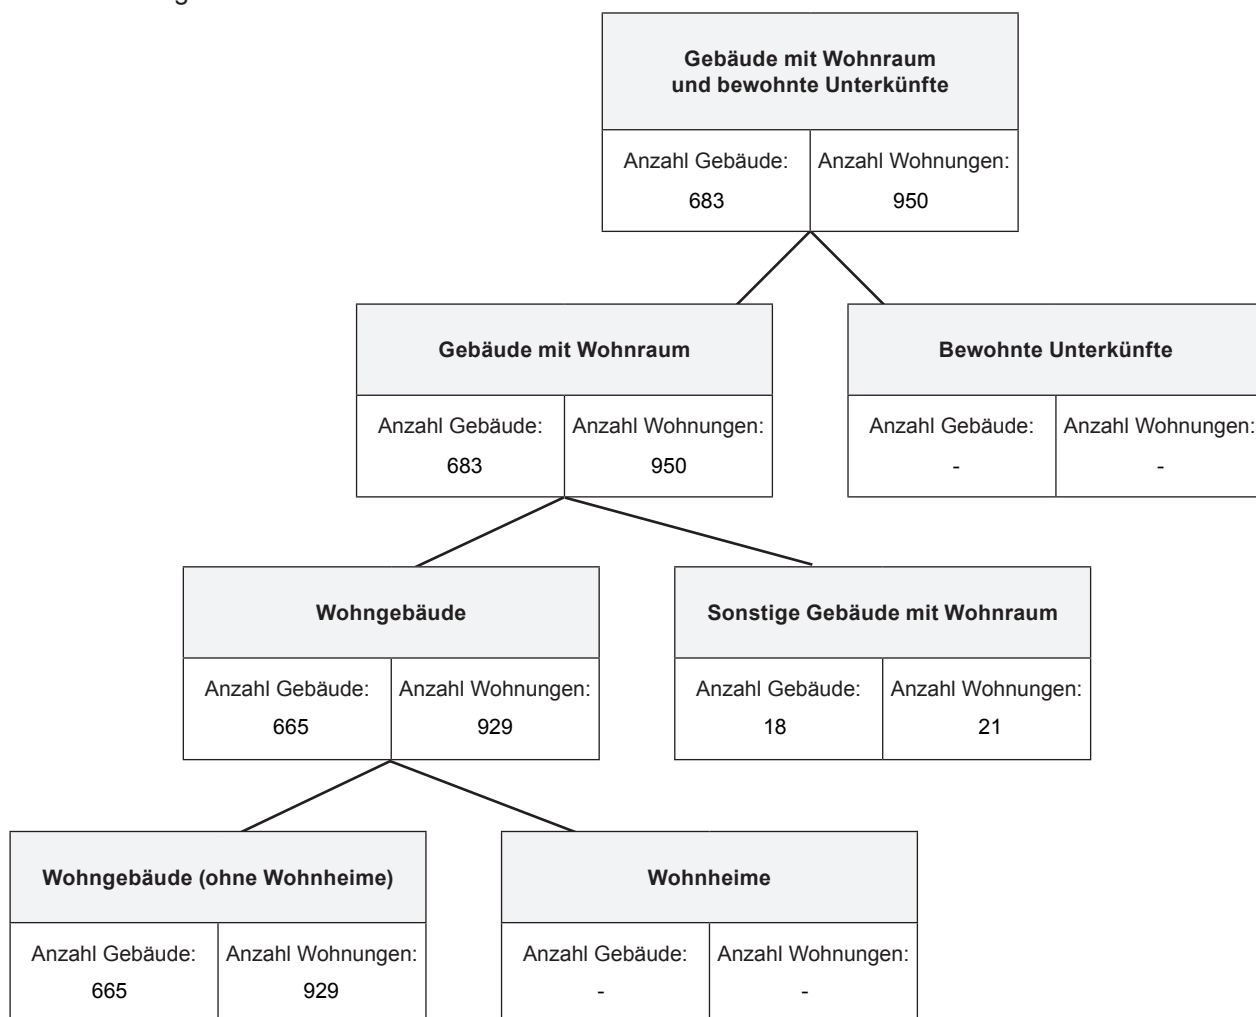 Gebäude mit Wohnraum
und bewohnte Unterkünfte
Anzahl Gebäude: Anzahl Wohnungen:
683 950
Gebäude mit Wohnraum Bewohnte Unterkünfte
Anzahl Gebäude: Anzahl Wohnungen: Anzahl Gebäude: Anzahl Wohnungen:
683 950 - -
Wohngebäude Sonstige Gebäude mit Wohnraum
Anzahl Gebäude: Anzahl Wohnungen: Anzahl Gebäude: Anzahl Wohnungen:
665 929 18 21
Wohngebäude (ohne Wohnheime) Wohnheime
Anzahl Gebäude: Anzahl Wohnungen: Anzahl Gebäude: Anzahl Wohnungen:
665 929 - -